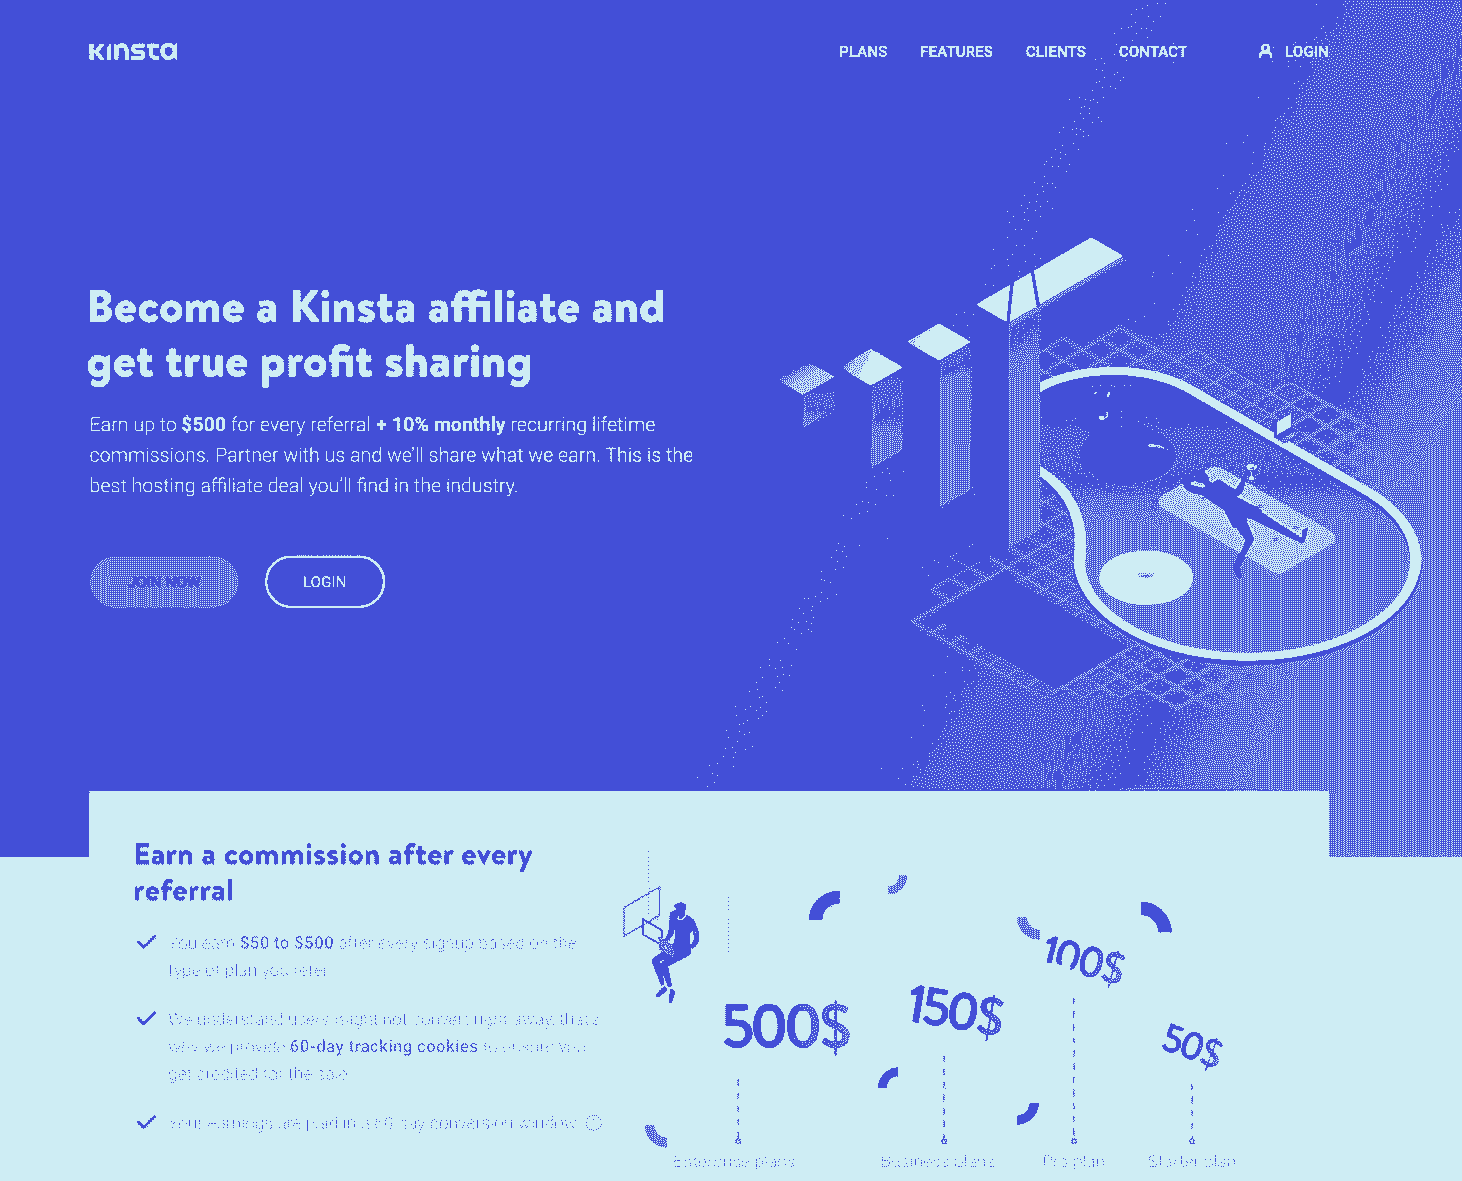 Kinsta
PLANS FEATURES CLIENTS CONTACT LOGIN
Become a Kinsta affiliate and
get true profit sharing
Earn up to $500 for every referral + 10% monthly recurring lifetime
commissions. Partner with us and we'll share what we earn. This is the
best hosting affiliate deal you'll find in the industry.
JOIN NOW LOGIN
Earn a commission after every
referral
You earn $50 to $500 after every signup based on the
type of plan you refer
We understand users might not convert right away, that's
why we provide 60-day tracking cookies to ensure you
get credited for the sale
Your earnings are paid in a 60 day conversion window
500$
150$
100$
50$
Enterprise plans
Business plans
Pro plan
Starter plan